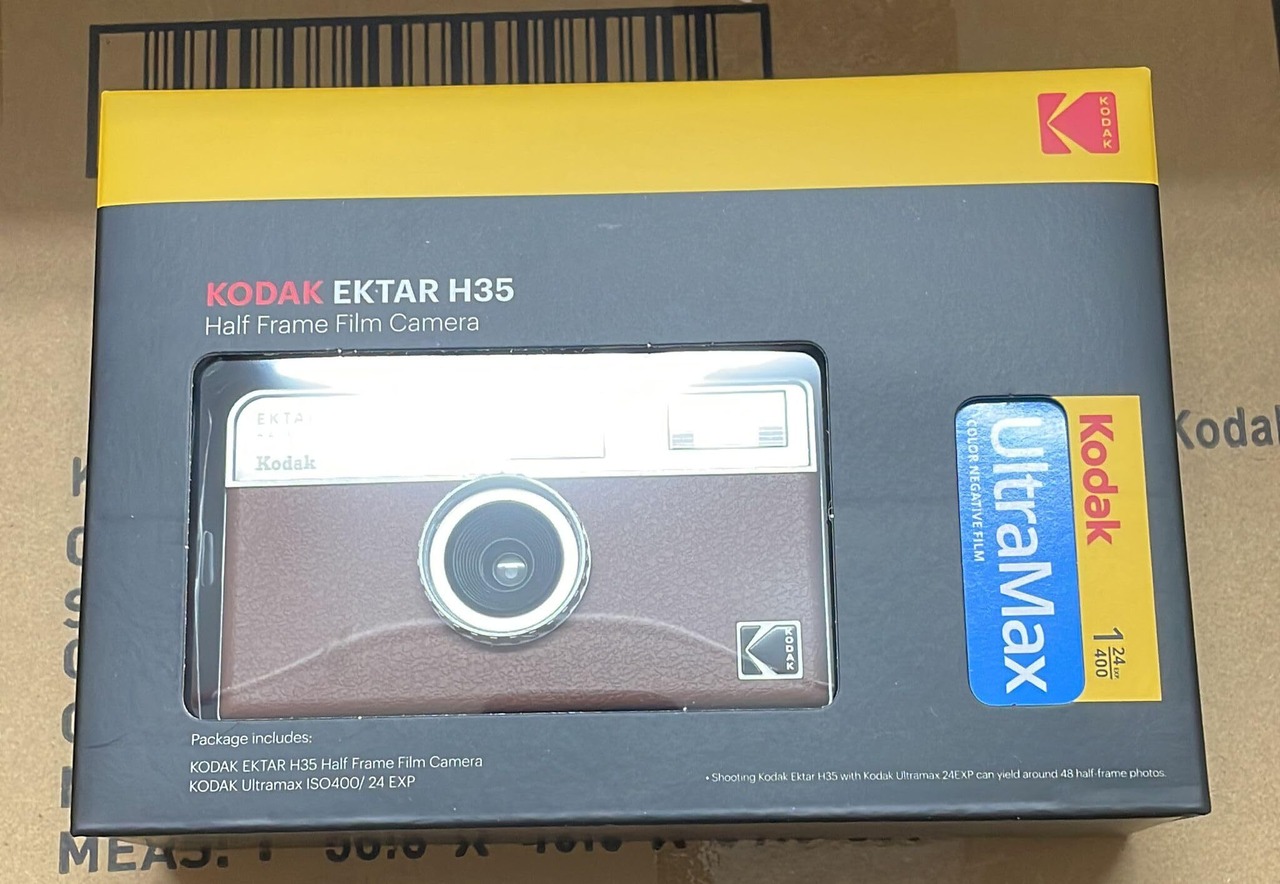 KODAK
KODAK EKTAR H35
Half Frame Film Camera
EKTA
Kodak
KODAK
Kodak
UltraMax
COLOR NEGATIVE FILM
1 24 EXP
400
Kodak
Package includes:
KODAK EKTAR H35 Half Frame Film Camera
KODAK Ultramax ISO400/ 24 EXP
• Shooting Kodak Ektar H35 with Kodak Ultramax 24EXP can yield around 48 half-frame photos.
MEAS.